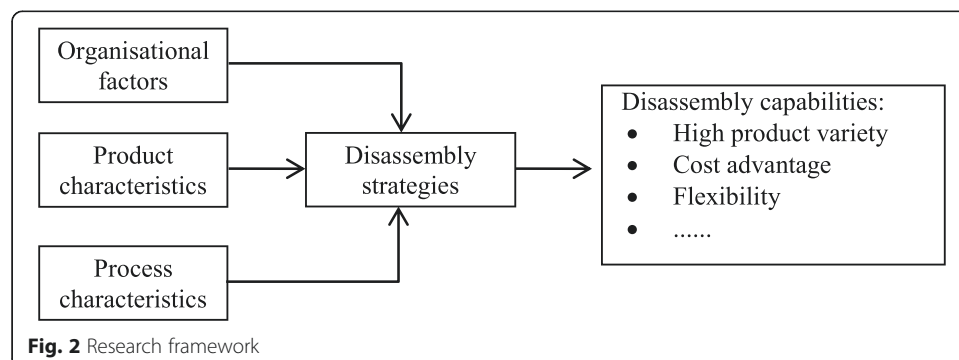 Organisational
factors
Product
characteristics
Process
characteristics
Disassembly
strategies
Disassembly capabilities:
● High product variety
● Cost advantage
● Flexibility
● ......
Fig. 2 Research framework